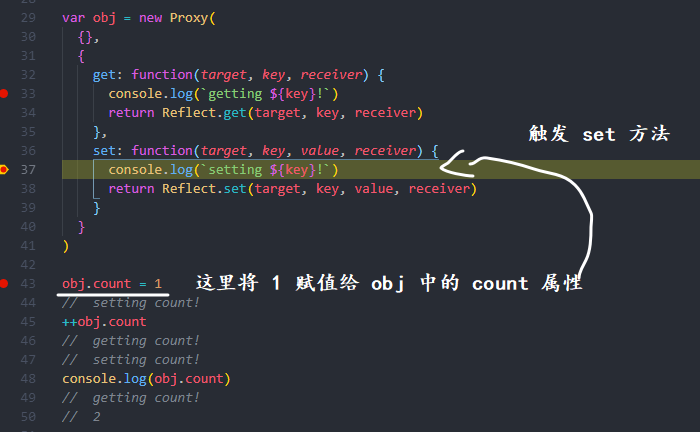 29 var obj = new Proxy(
30   {},
31   {
32     get: function(target, key, receiver) {
33       console.log(`getting ${key}!`)
34       return Reflect.get(target, key, receiver)
35     },
36     set: function(target, key, value, receiver) {
触发 set 方法
37       console.log(`setting ${key}!`)
38       return Reflect.set(target, key, value, receiver)
39     }
40   }
41 )
42
43 obj.count = 1 这里将 1 赋值给 obj 中的 count 属性
44 //  setting count!
45 ++obj.count
46 //  getting count!
47 //  setting count!
48 console.log(obj.count)
49 //  getting count!
50 //  2